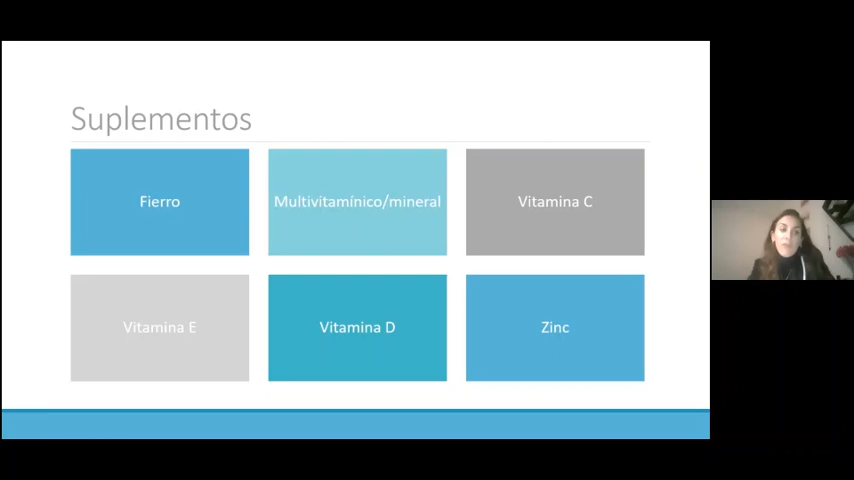 Suplementos
Fierro
Multivitamínico/mineral
Vitamina C
Vitamina E
Vitamina D
Zinc